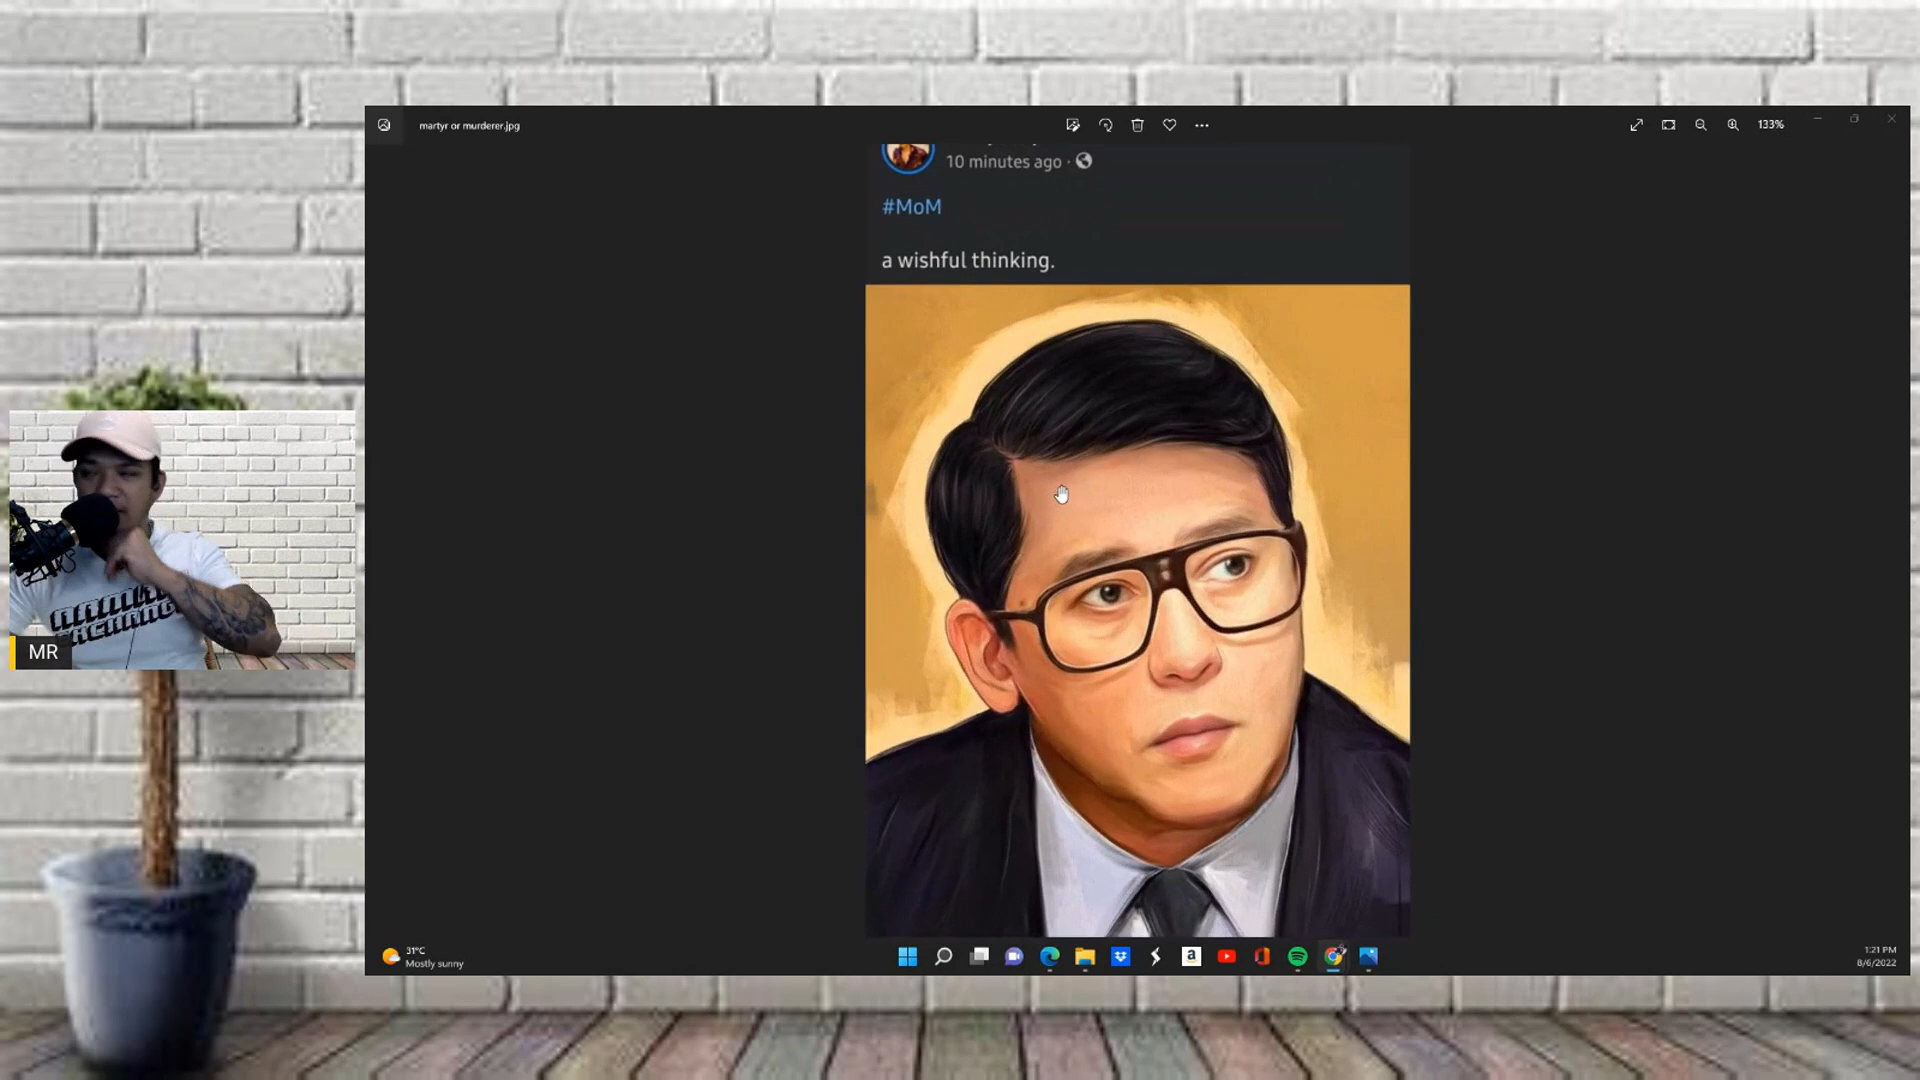 martyr or murderer.jpg
133%
10 minutes ago ·
#MoM
a wishful thinking.
MR
31°C
Mostly sunny
1:21 PM
8/6/2022